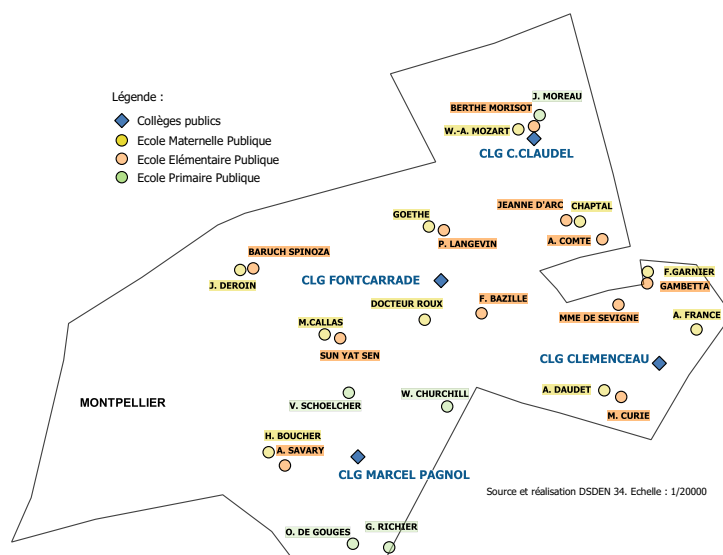 J. MOREAU
Légende :
BERTHE MORISOT
Collèges publics
W.-A. MOZART
Ecole Maternelle Publique
CLG C.CLAUDEL
Ecole Elémentaire Publique
Ecole Primaire Publique
JEANNE D'ARC
CHAPTAL
GOETHE
P. LANGEVIN
A. COMTE
BARUCH SPINOZA
F.GARNIER
CLG FONTCARRADE
J. DEROIN
GAMBETTA
DOCTEUR ROUX
F. BAZILLE
MME DE SEVIGNE
A. FRANCE
M.CALLAS
SUN YAT SEN
CLG CLEMENCEAU
A. DAUDET
W. CHURCHILL
MONTPELLIER
V. SCHOELCHER
M. CURIE
H. BOUCHER
A. SAVARY
CLG MARCEL PAGNOL
Source et réalisation DSDEN 34. Echelle : 1/20000
G. RICHIER
O. DE GOUGES